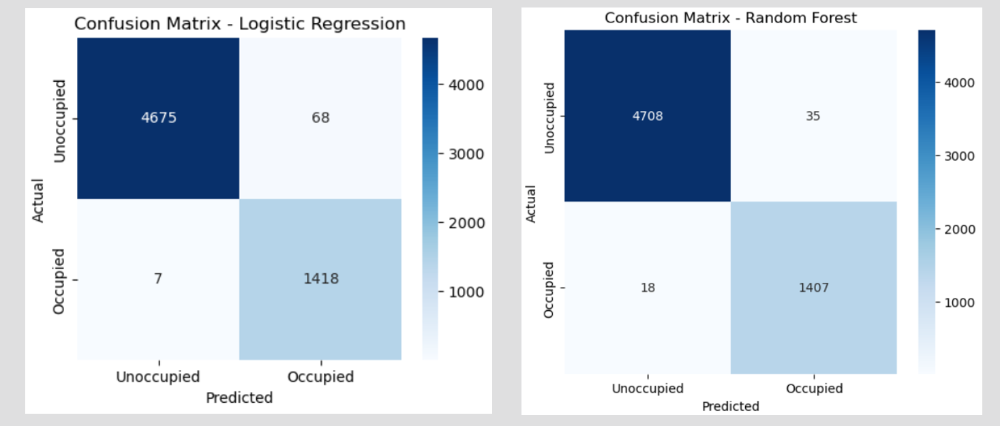 Confusion Matrix - Logistic Regression
Unoccupied
Occupied
Actual
4675 68
7 1418
4000
3000
2000
1000
Unoccupied Occupied
Predicted
Confusion Matrix - Random Forest
Unoccupied
Occupied
Actual
4708 35
18 1407
4000
3000
2000
1000
Unoccupied Occupied
Predicted